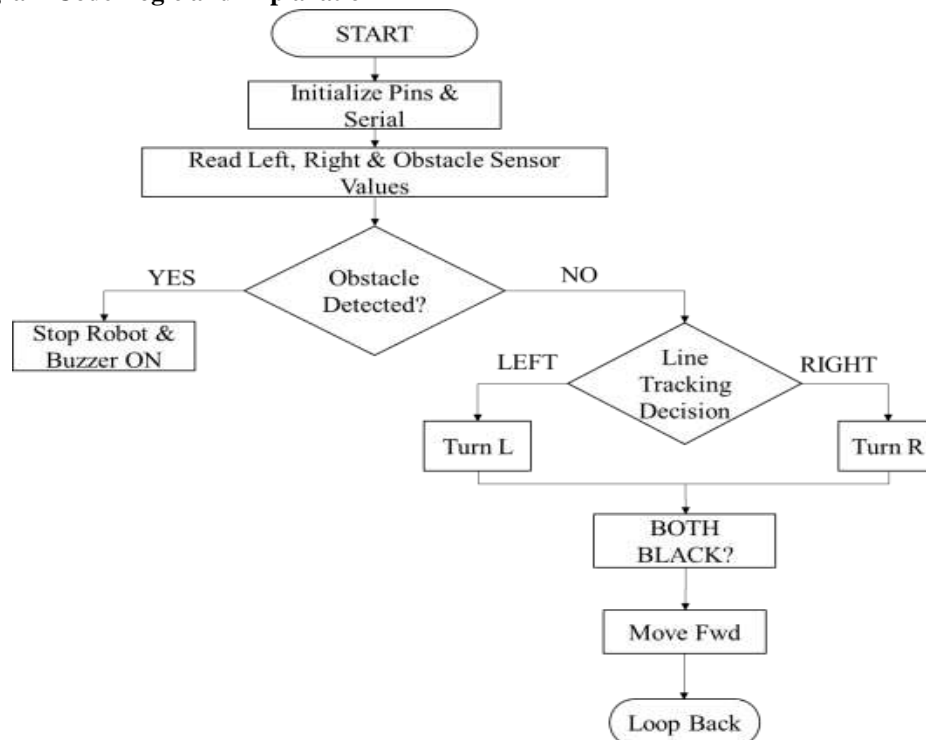 START
Initialize Pins &
Serial
Read Left, Right & Obstacle Sensor
Values
Obstacle
Detected?
YES
NO
Stop Robot &
Buzzer ON
Line
Tracking
Decision
LEFT
RIGHT
Turn L
Turn R
BOTH
BLACK?
Move Fwd
Loop Back